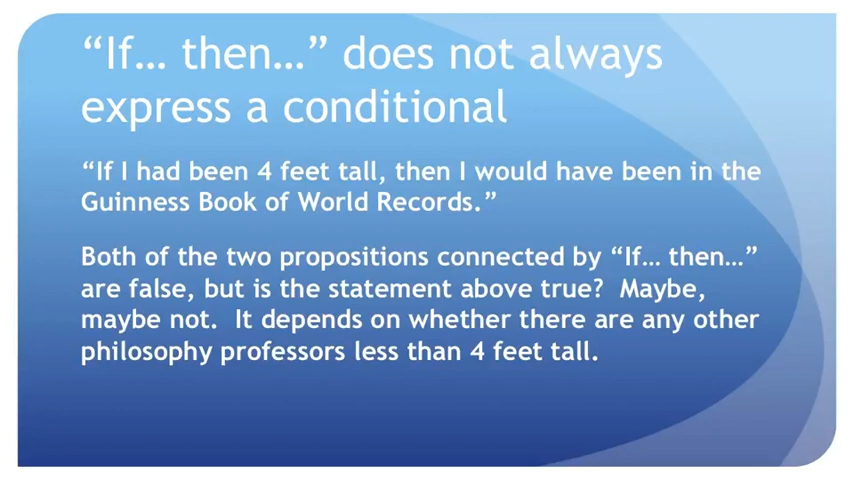 “If… then…” does not always
express a conditional
“If I had been 4 feet tall, then I would have been in the
Guinness Book of World Records.”
Both of the two propositions connected by “If… then…”
are false, but is the statement above true?  Maybe,
maybe not.  It depends on whether there are any other
philosophy professors less than 4 feet tall.